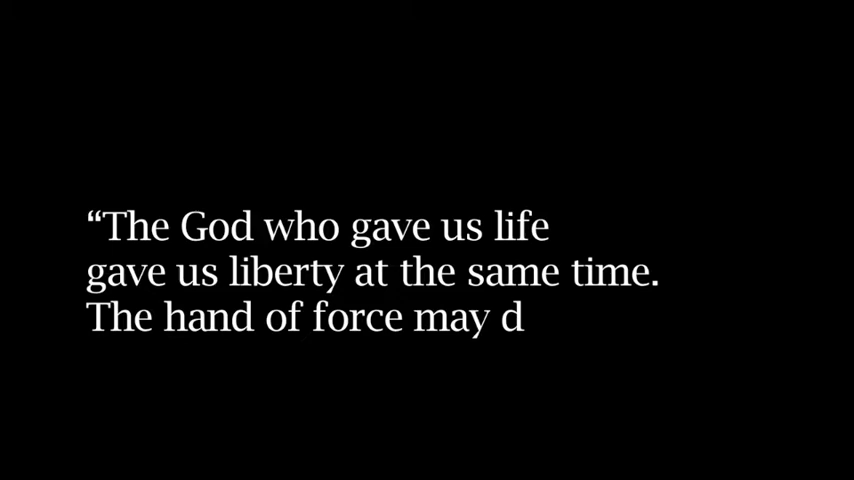 “The God who gave us life
gave us liberty at the same time.
The hand of force may d